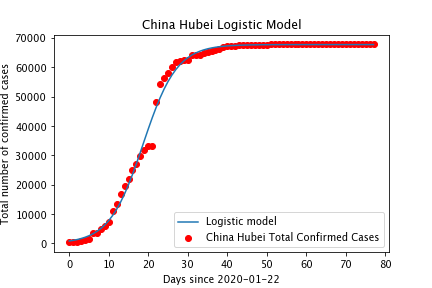 China Hubei Logistic Model
Total number of confirmed cases
70000
60000
50000
40000
30000
20000
10000
0
Logistic model
China Hubei Total Confirmed Cases
0 10 20 30 40 50 60 70 80
Days since 2020-01-22